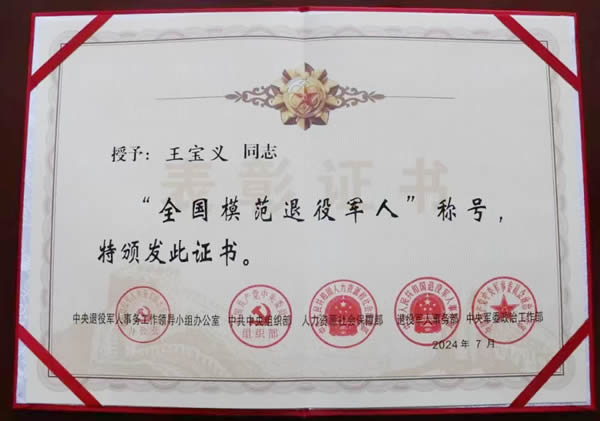 授予：王宝义 同志
表彰证书
“全国模范退役军人”称号，
特颁发此证书。
中央退役军人事务工作领导小组办公室 中共中央组织部 人力资源社会保障部 退役军人事务部 中央军委政治工作部
组织部
2024年7月